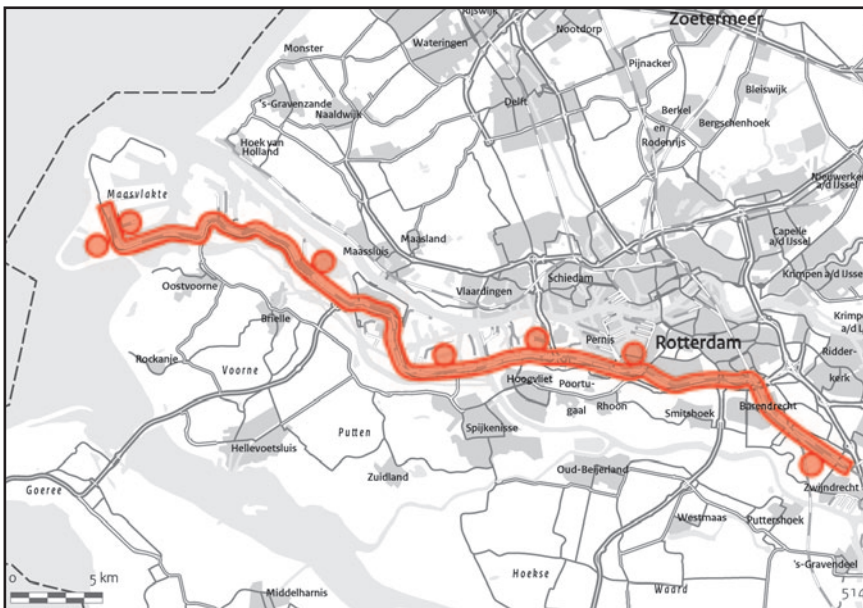 Rijswijk
Nootdorp
Zoetermeer
Monster
Wateringen
Pijnacker
's-Gravenzande
Naaldwijk
Delft
Berkel
en
Rodenrijs
Bleiswijk
Bergschenhoek
Hoek van
Holland
Maasvlakte
Nieuwerkerk
a/d IJssel
Maasland
Maassluis
Capelle
a/d IJssel
Schiedam
Krimpen a/d IJssel
Oostvoorne
Vlaardingen
Brielle
Pernis
Rotterdam
Krimpen
a/d
Ridder-
kerk
Rockanje
Voorne
Hoogvliet
Poortu-
gaal
Rhoon
Smitshoek
Barendrecht
Putten
Spijkenisse
Hellevoetsluis
Zuidland
Oud-Beijerland
Zwijndrecht
Goeree
Westmaas
Puttershoek
's-Gravendeel
Hoekse
Waard
Middelharnis
0 5 km